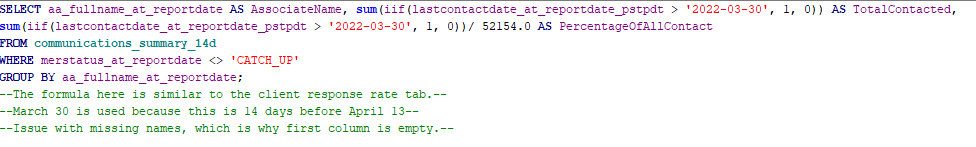 SELECT aa_fullname_at_reportdate AS AssociateName, sum(iif(lastcontactdate_at_reportdate_pstpdt > '2022-03-30', 1, 0)) AS TotalContacted,
sum(iif(lastcontactdate_at_reportdate_pstpdt > '2022-03-30', 1, 0))/ 52154.0 AS PercentageOfAllContact
FROM communications_summary_14d
WHERE merstatus_at_reportdate <> 'CATCH_UP'
GROUP BY aa_fullname_at_reportdate;
--The formula here is similar to the client response rate tab.--
--March 30 is used because this is 14 days before April 13--
--Issue with missing names, which is why first column is empty.--